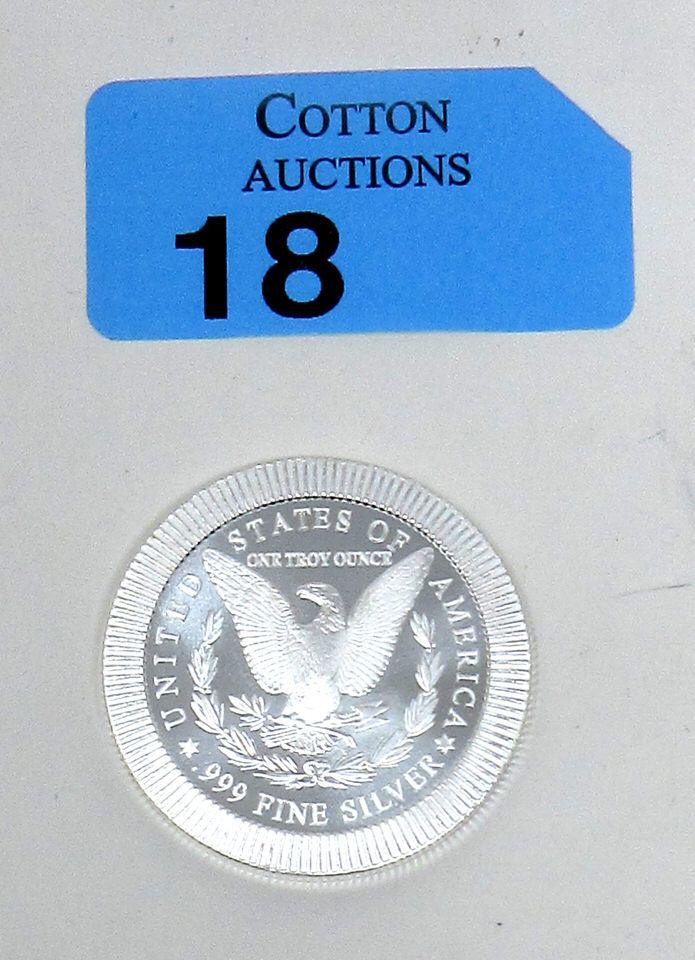 COTTON
AUCTIONS
18
UNITED STATES OF AMERICA
ONE TROY OUNCE
.999 FINE SILVER